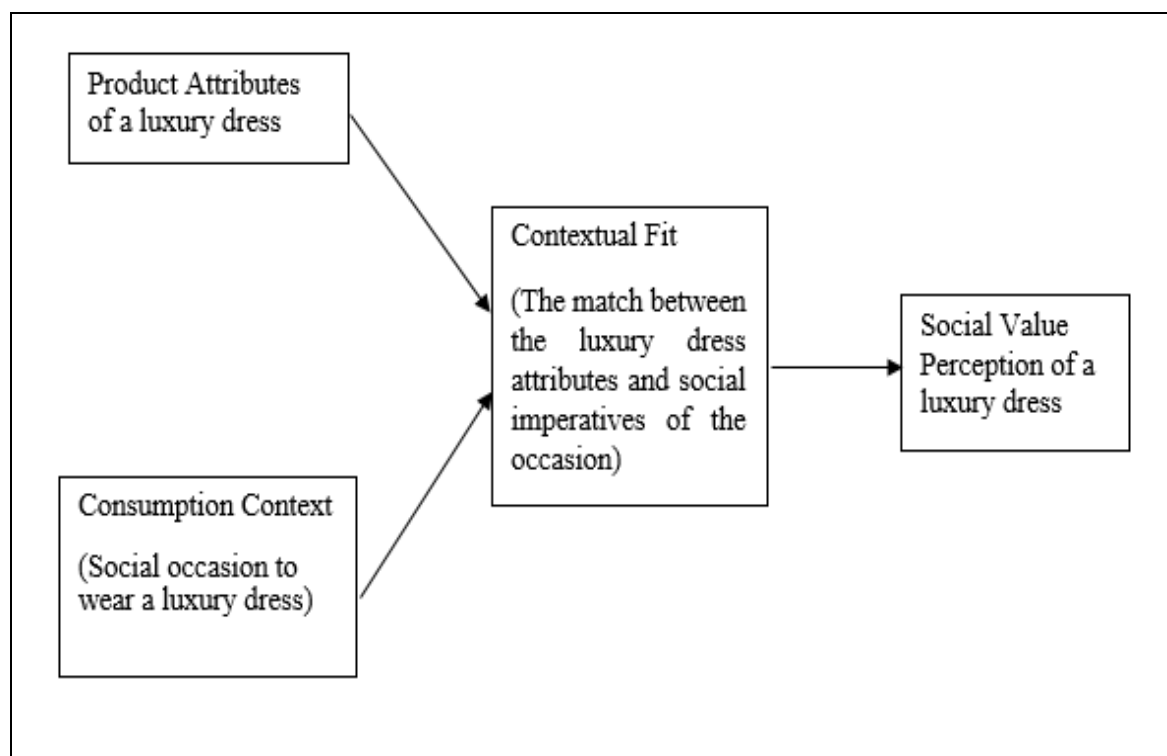 Product Attributes
of a luxury dress
Contextual Fit
(The match between
the luxury dress
attributes and social
imperatives of the
occasion)
Social Value
Perception of a
luxury dress
Consumption Context
(Social occasion to
wear a luxury dress)